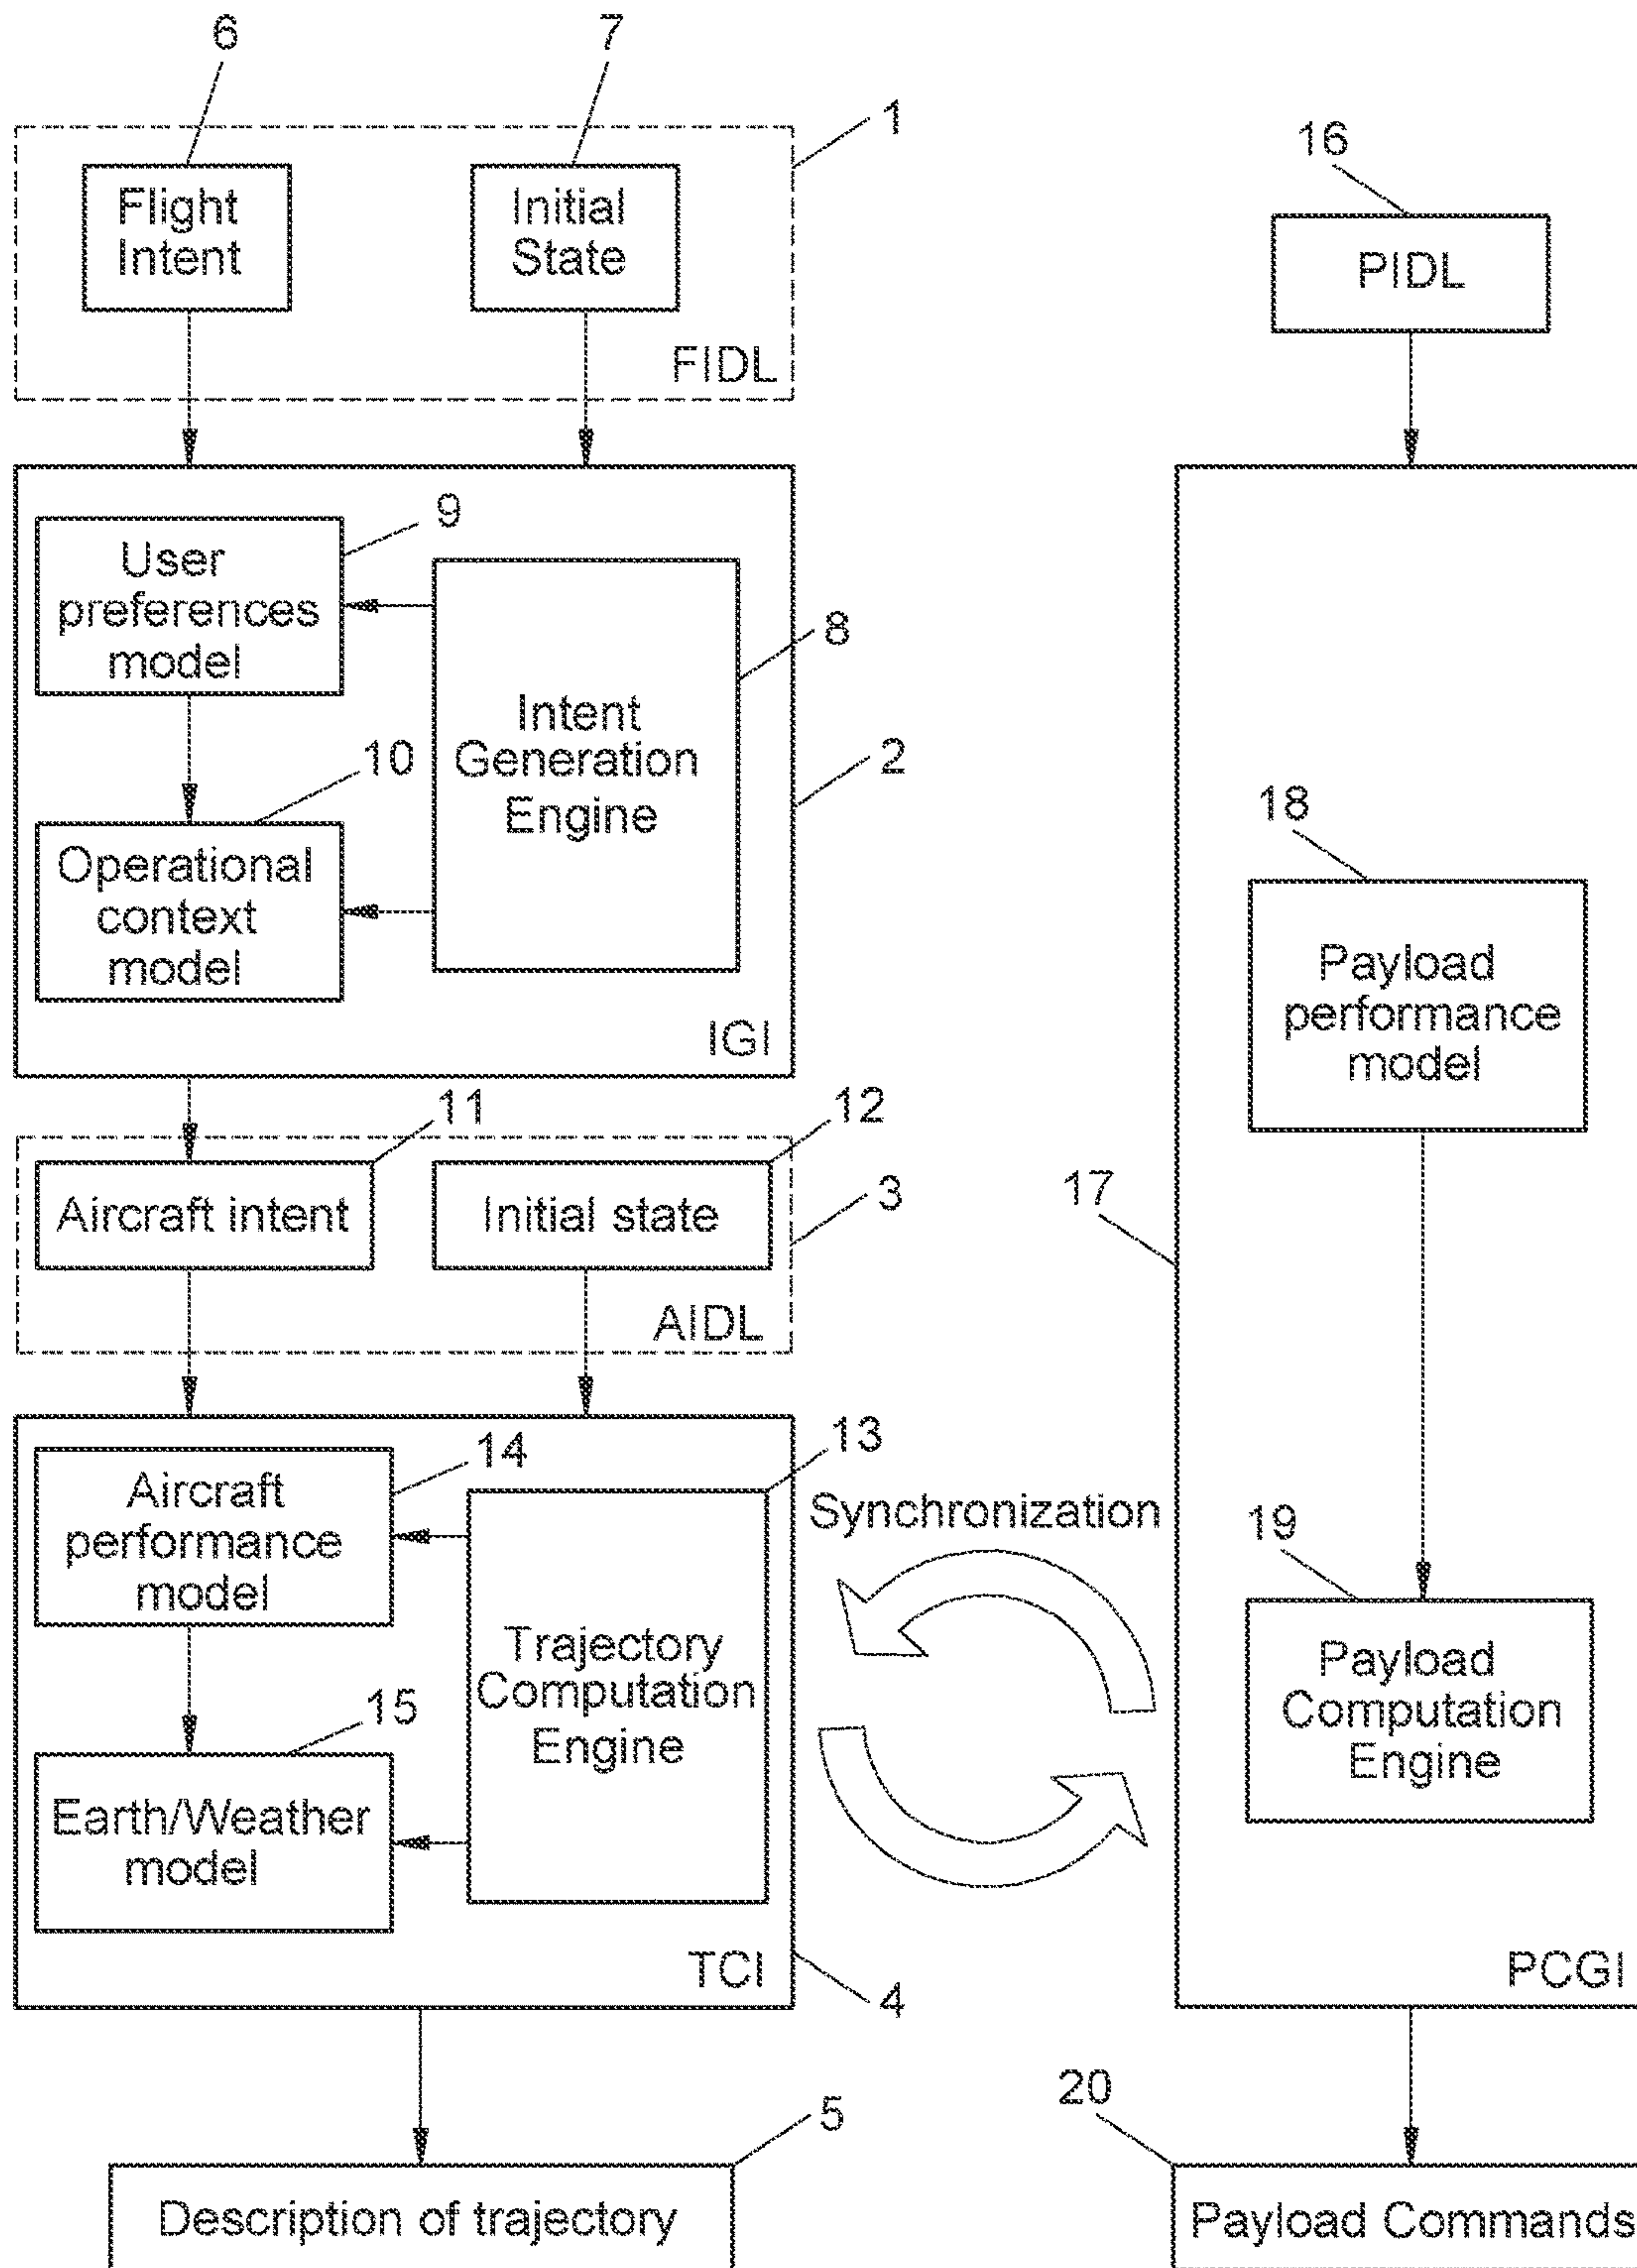 6
7
1
Flight
Intent
Initial
State
FIDL
16
PIDL
9
User
preferences
model
8
Intent
Generation
Engine
10
2
Operational
context
model
IGI
18
Payload
performance
model
11
12
Aircraft intent
Initial state
3
AIDL
17
14
13
Aircraft
performance
model
Synchronization
Trajectory
Computation
Engine
15
Earth/Weather
model
TCI
4
19
Payload
Computation
Engine
PCGI
5
Description of trajectory
20
Payload Commands